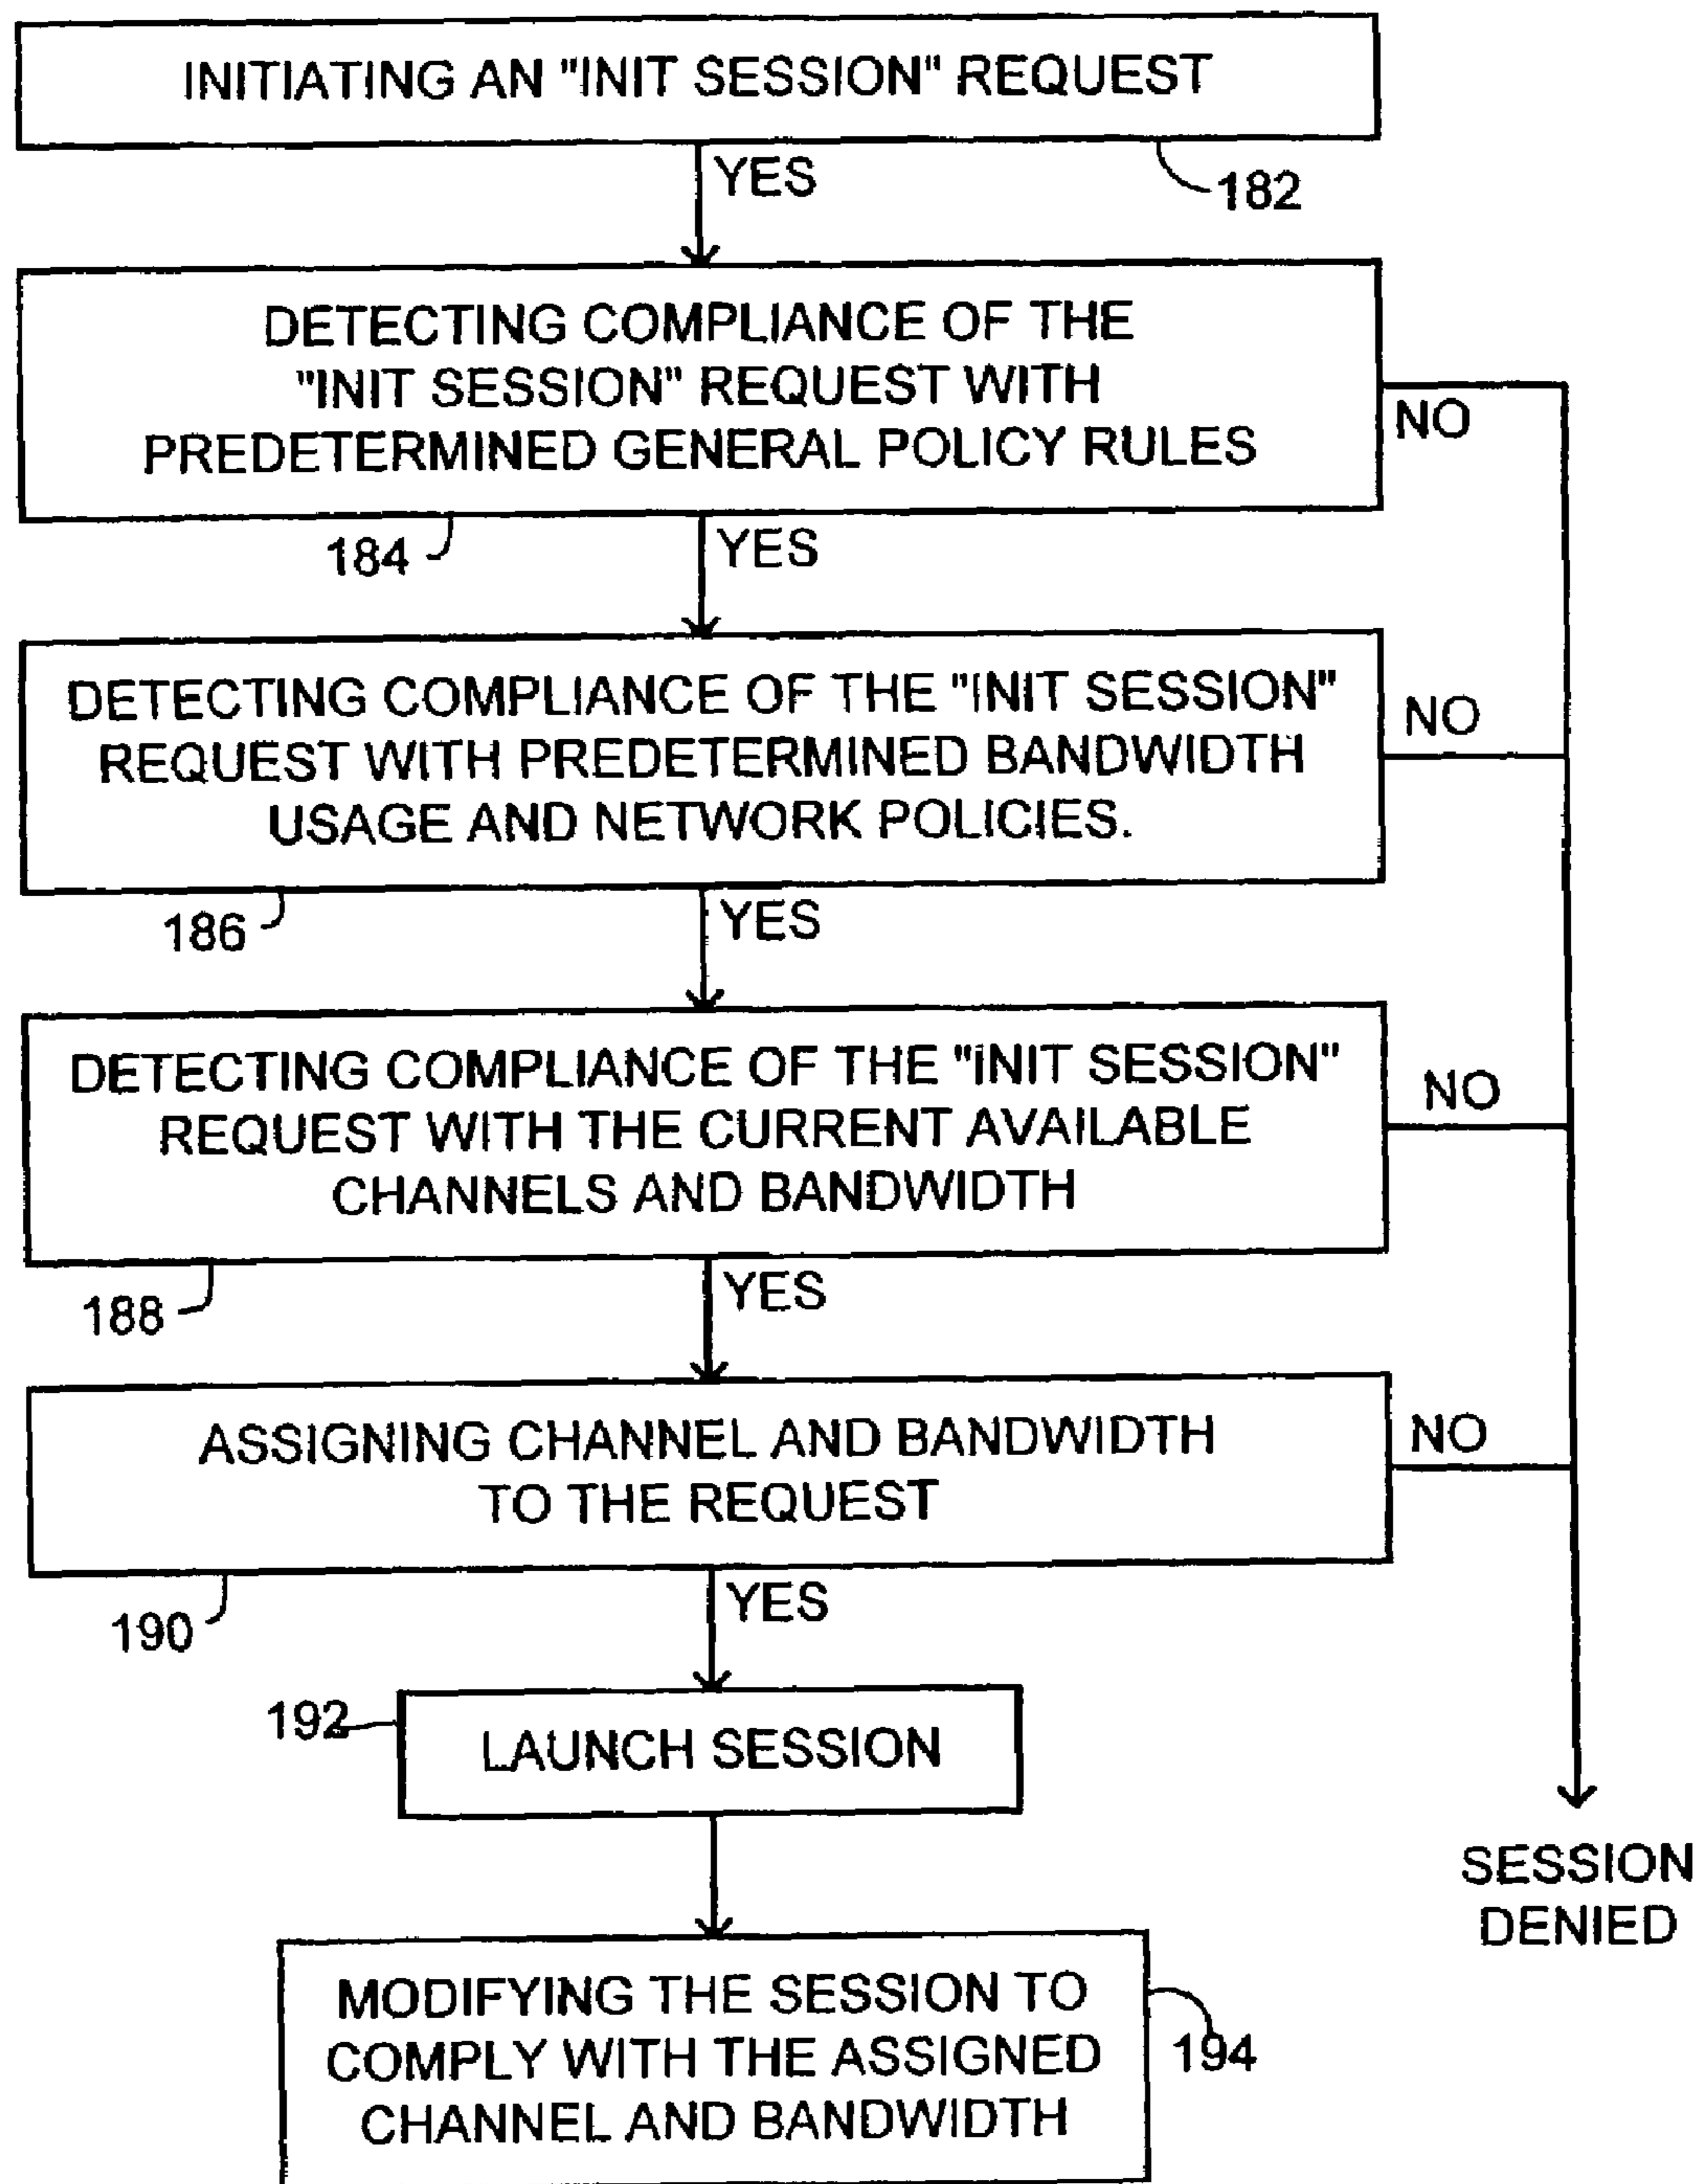 INITIATING AN "INIT SESSION" REQUEST
YES
182
DETECTING COMPLIANCE OF THE
"INIT SESSION" REQUEST WITH
PREDETERMINED GENERAL POLICY RULES
NO
184
YES
DETECTING COMPLIANCE OF THE "INIT SESSION"
REQUEST WITH PREDETERMINED BANDWIDTH
USAGE AND NETWORK POLICIES.
NO
186
YES
DETECTING COMPLIANCE OF THE "INIT SESSION"
REQUEST WITH THE CURRENT AVAILABLE
CHANNELS AND BANDWIDTH
NO
188
YES
ASSIGNING CHANNEL AND BANDWIDTH
TO THE REQUEST
NO
190
YES
192
LAUNCH SESSION
SESSION
DENIED
MODIFYING THE SESSION TO
COMPLY WITH THE ASSIGNED
CHANNEL AND BANDWIDTH
194